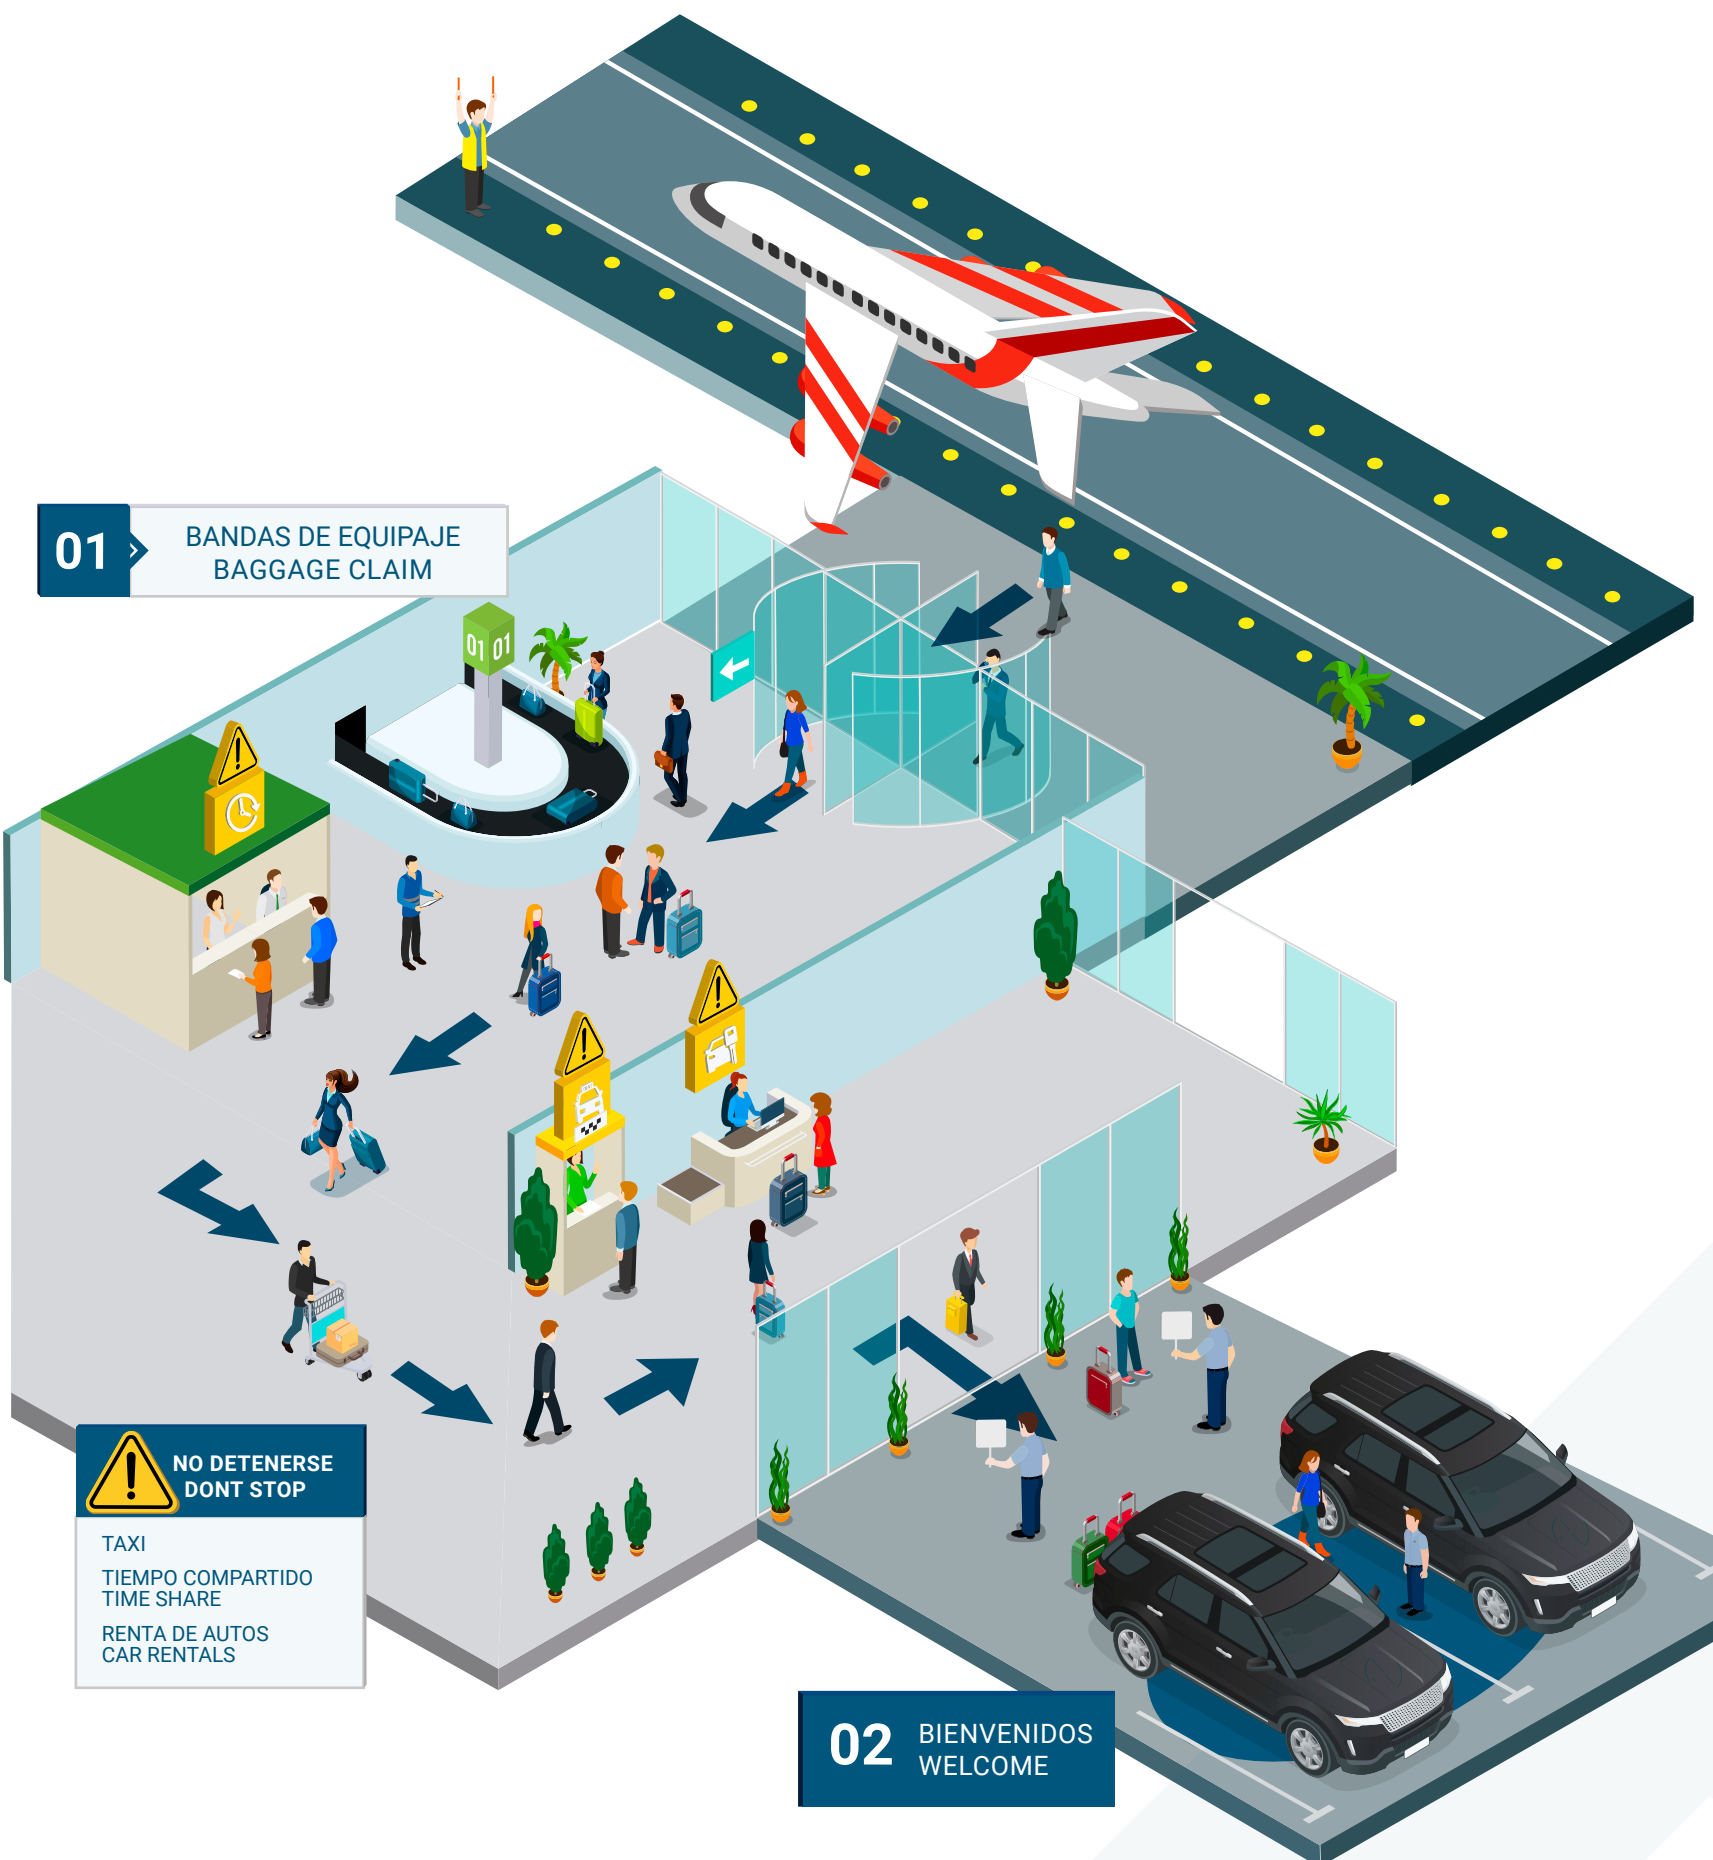 01
BANDAS DE EQUIPAJE
BAGGAGE CLAIM
01 01
NO DETENERSE
DONT STOP
TAXI
TIEMPO COMPARTIDO
TIME SHARE
RENTA DE AUTOS
CAR RENTALS
02
BIENVENIDOS
WELCOME